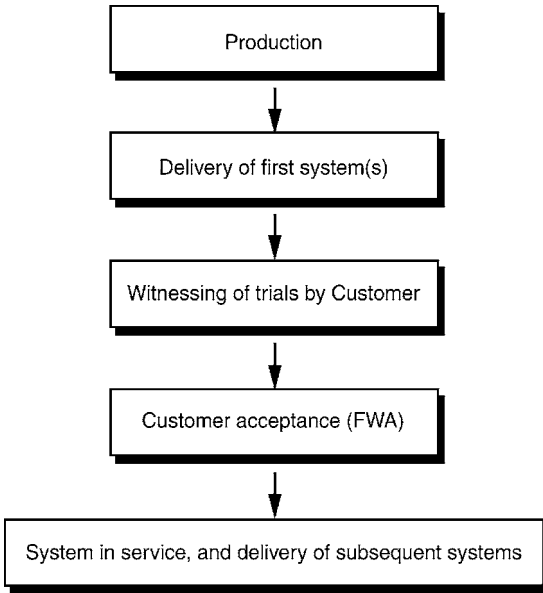 Production
Delivery of first system(s)
Witnessing of trials by Customer
Customer acceptance (FWA)
System in service, and delivery of subsequent systems